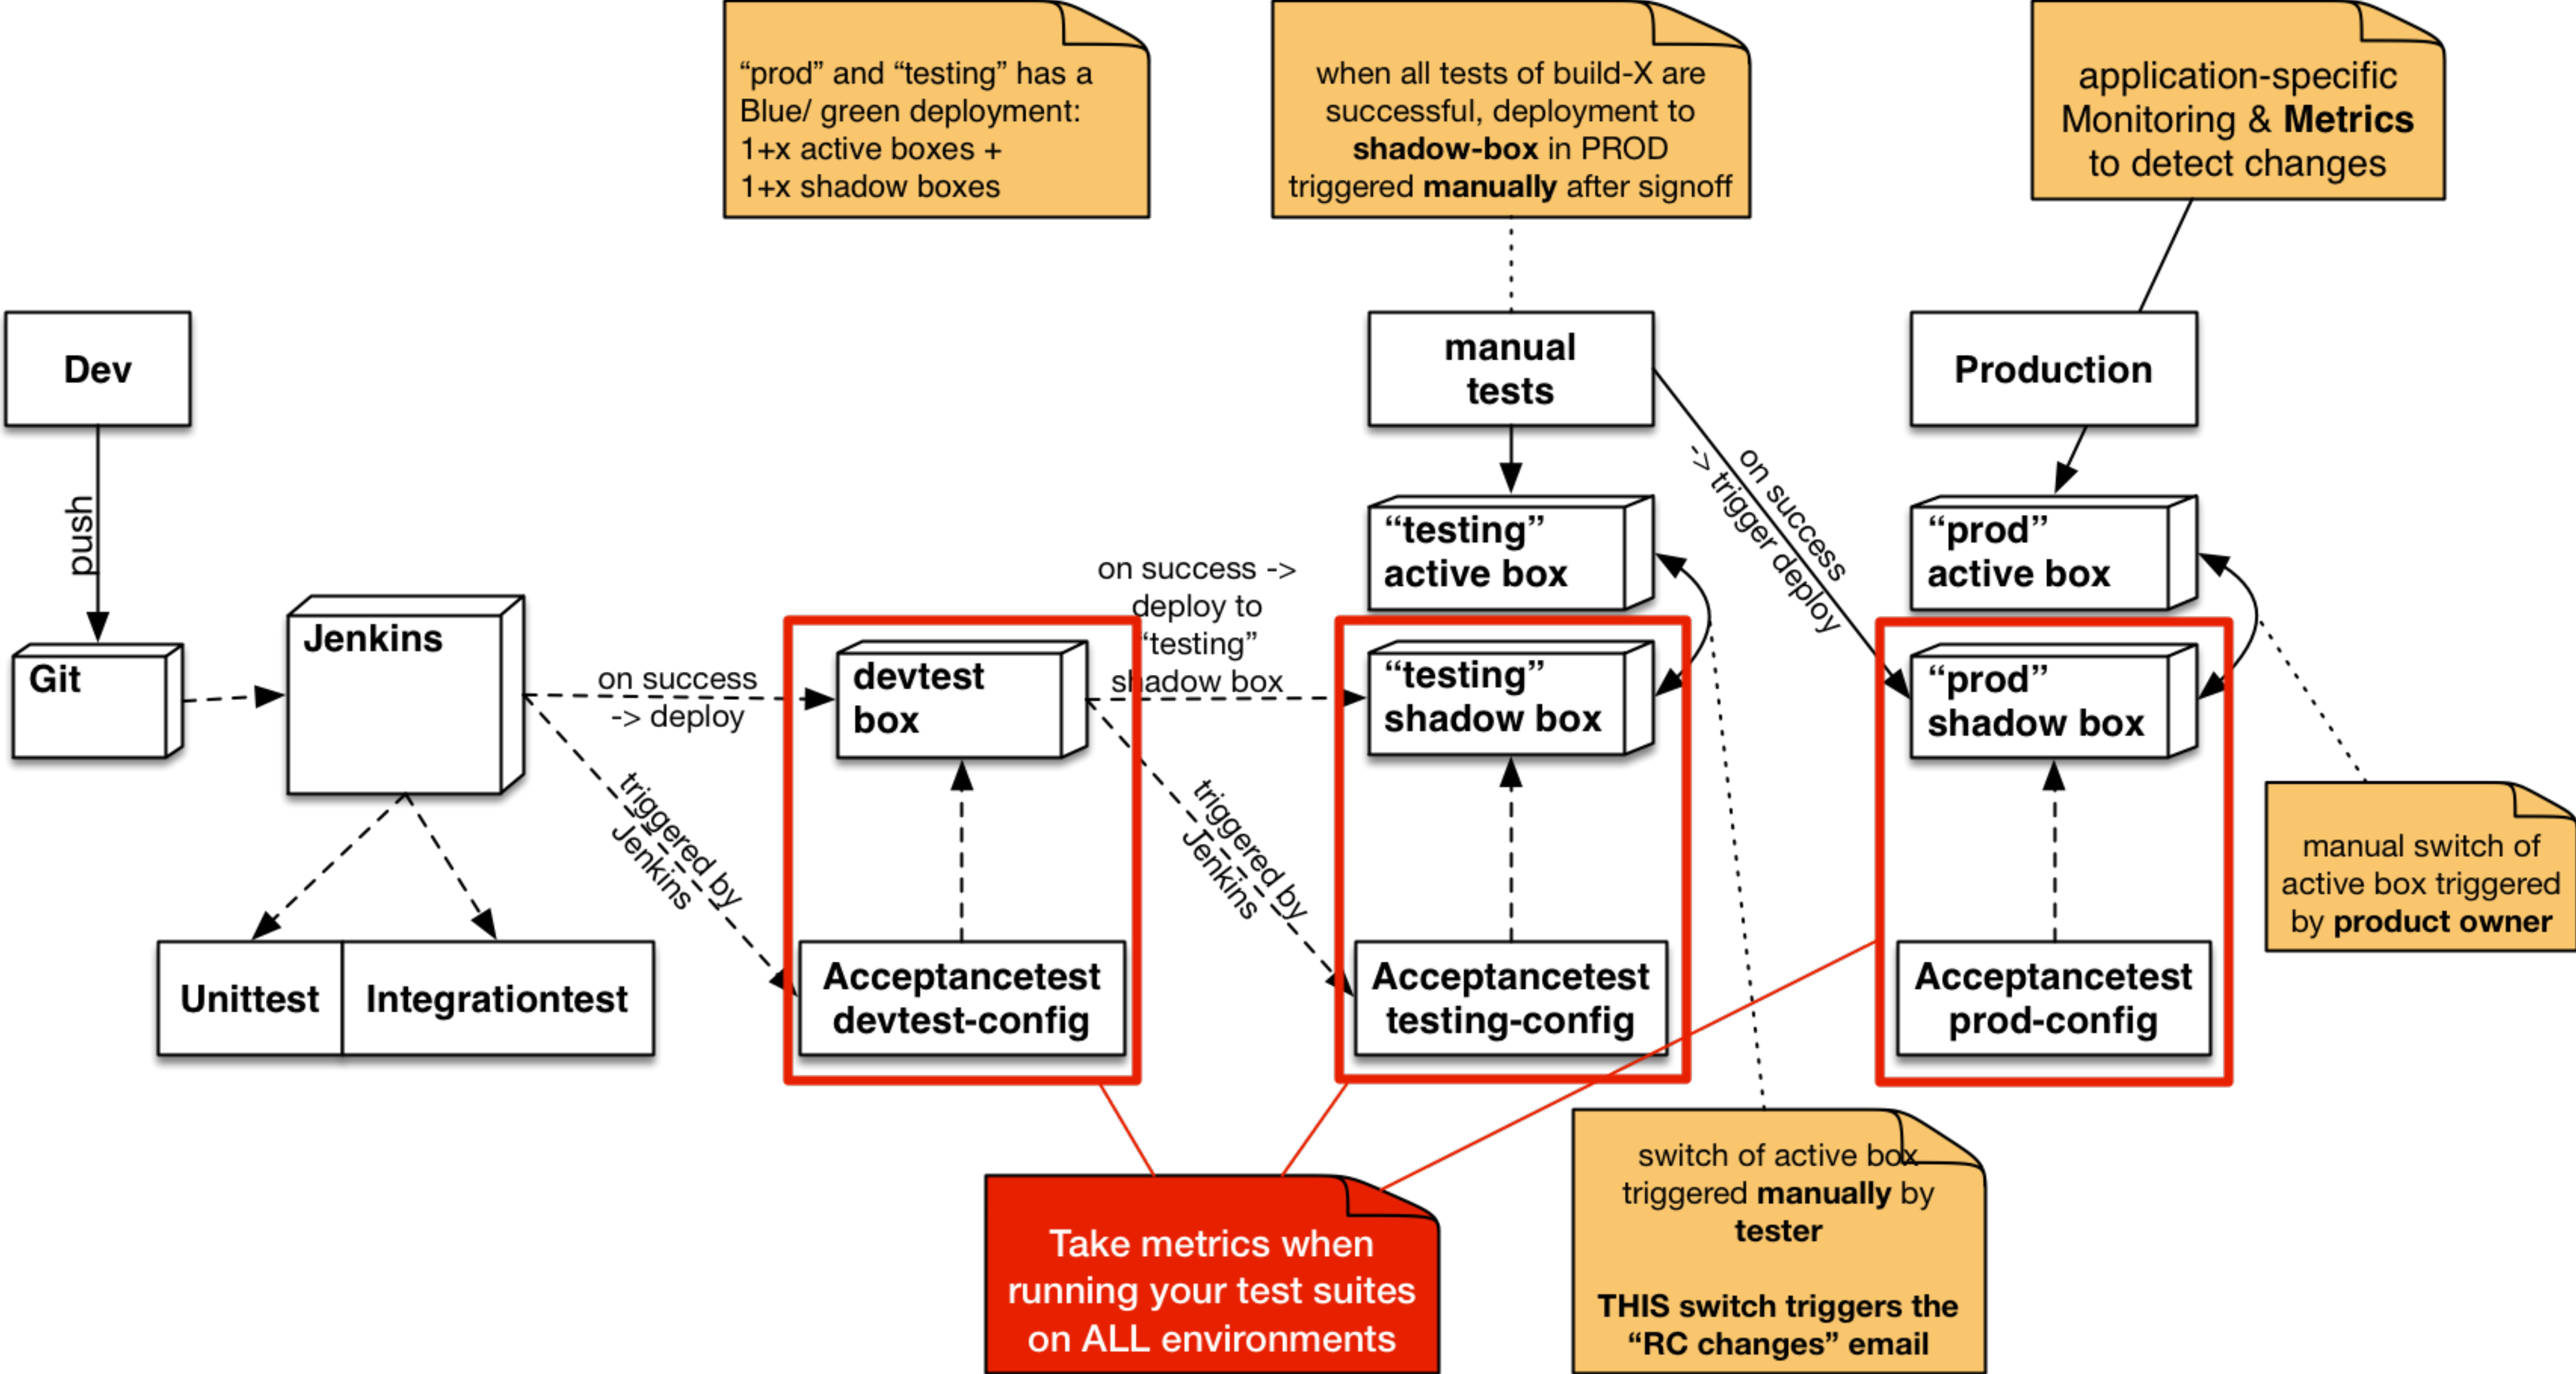 “prod” and “testing” has a
Blue/ green deployment:
1+x active boxes +
1+x shadow boxes
when all tests of build-X are
successful, deployment to
shadow-box in PROD
triggered manually after signoff
application-specific
Monitoring & Metrics
to detect changes
Dev
manual
tests
Production
push
on success
-> trigger deploy
“testing”
active box
“prod”
active box
Git
Jenkins
on success
-> deploy
devtest
box
on success ->
deploy to
“testing”
shadow box
“testing”
shadow box
“prod”
shadow box
triggered by
Jenkins
triggered by
Jenkins
manual switch of
active box triggered
by product owner
Unittest
Integrationtest
Acceptancetest
devtest-config
Acceptancetest
testing-config
Acceptancetest
prod-config
Take metrics when
running your test suites
on ALL environments
switch of active box
triggered manually by
tester
THIS switch triggers the
“RC changes” email